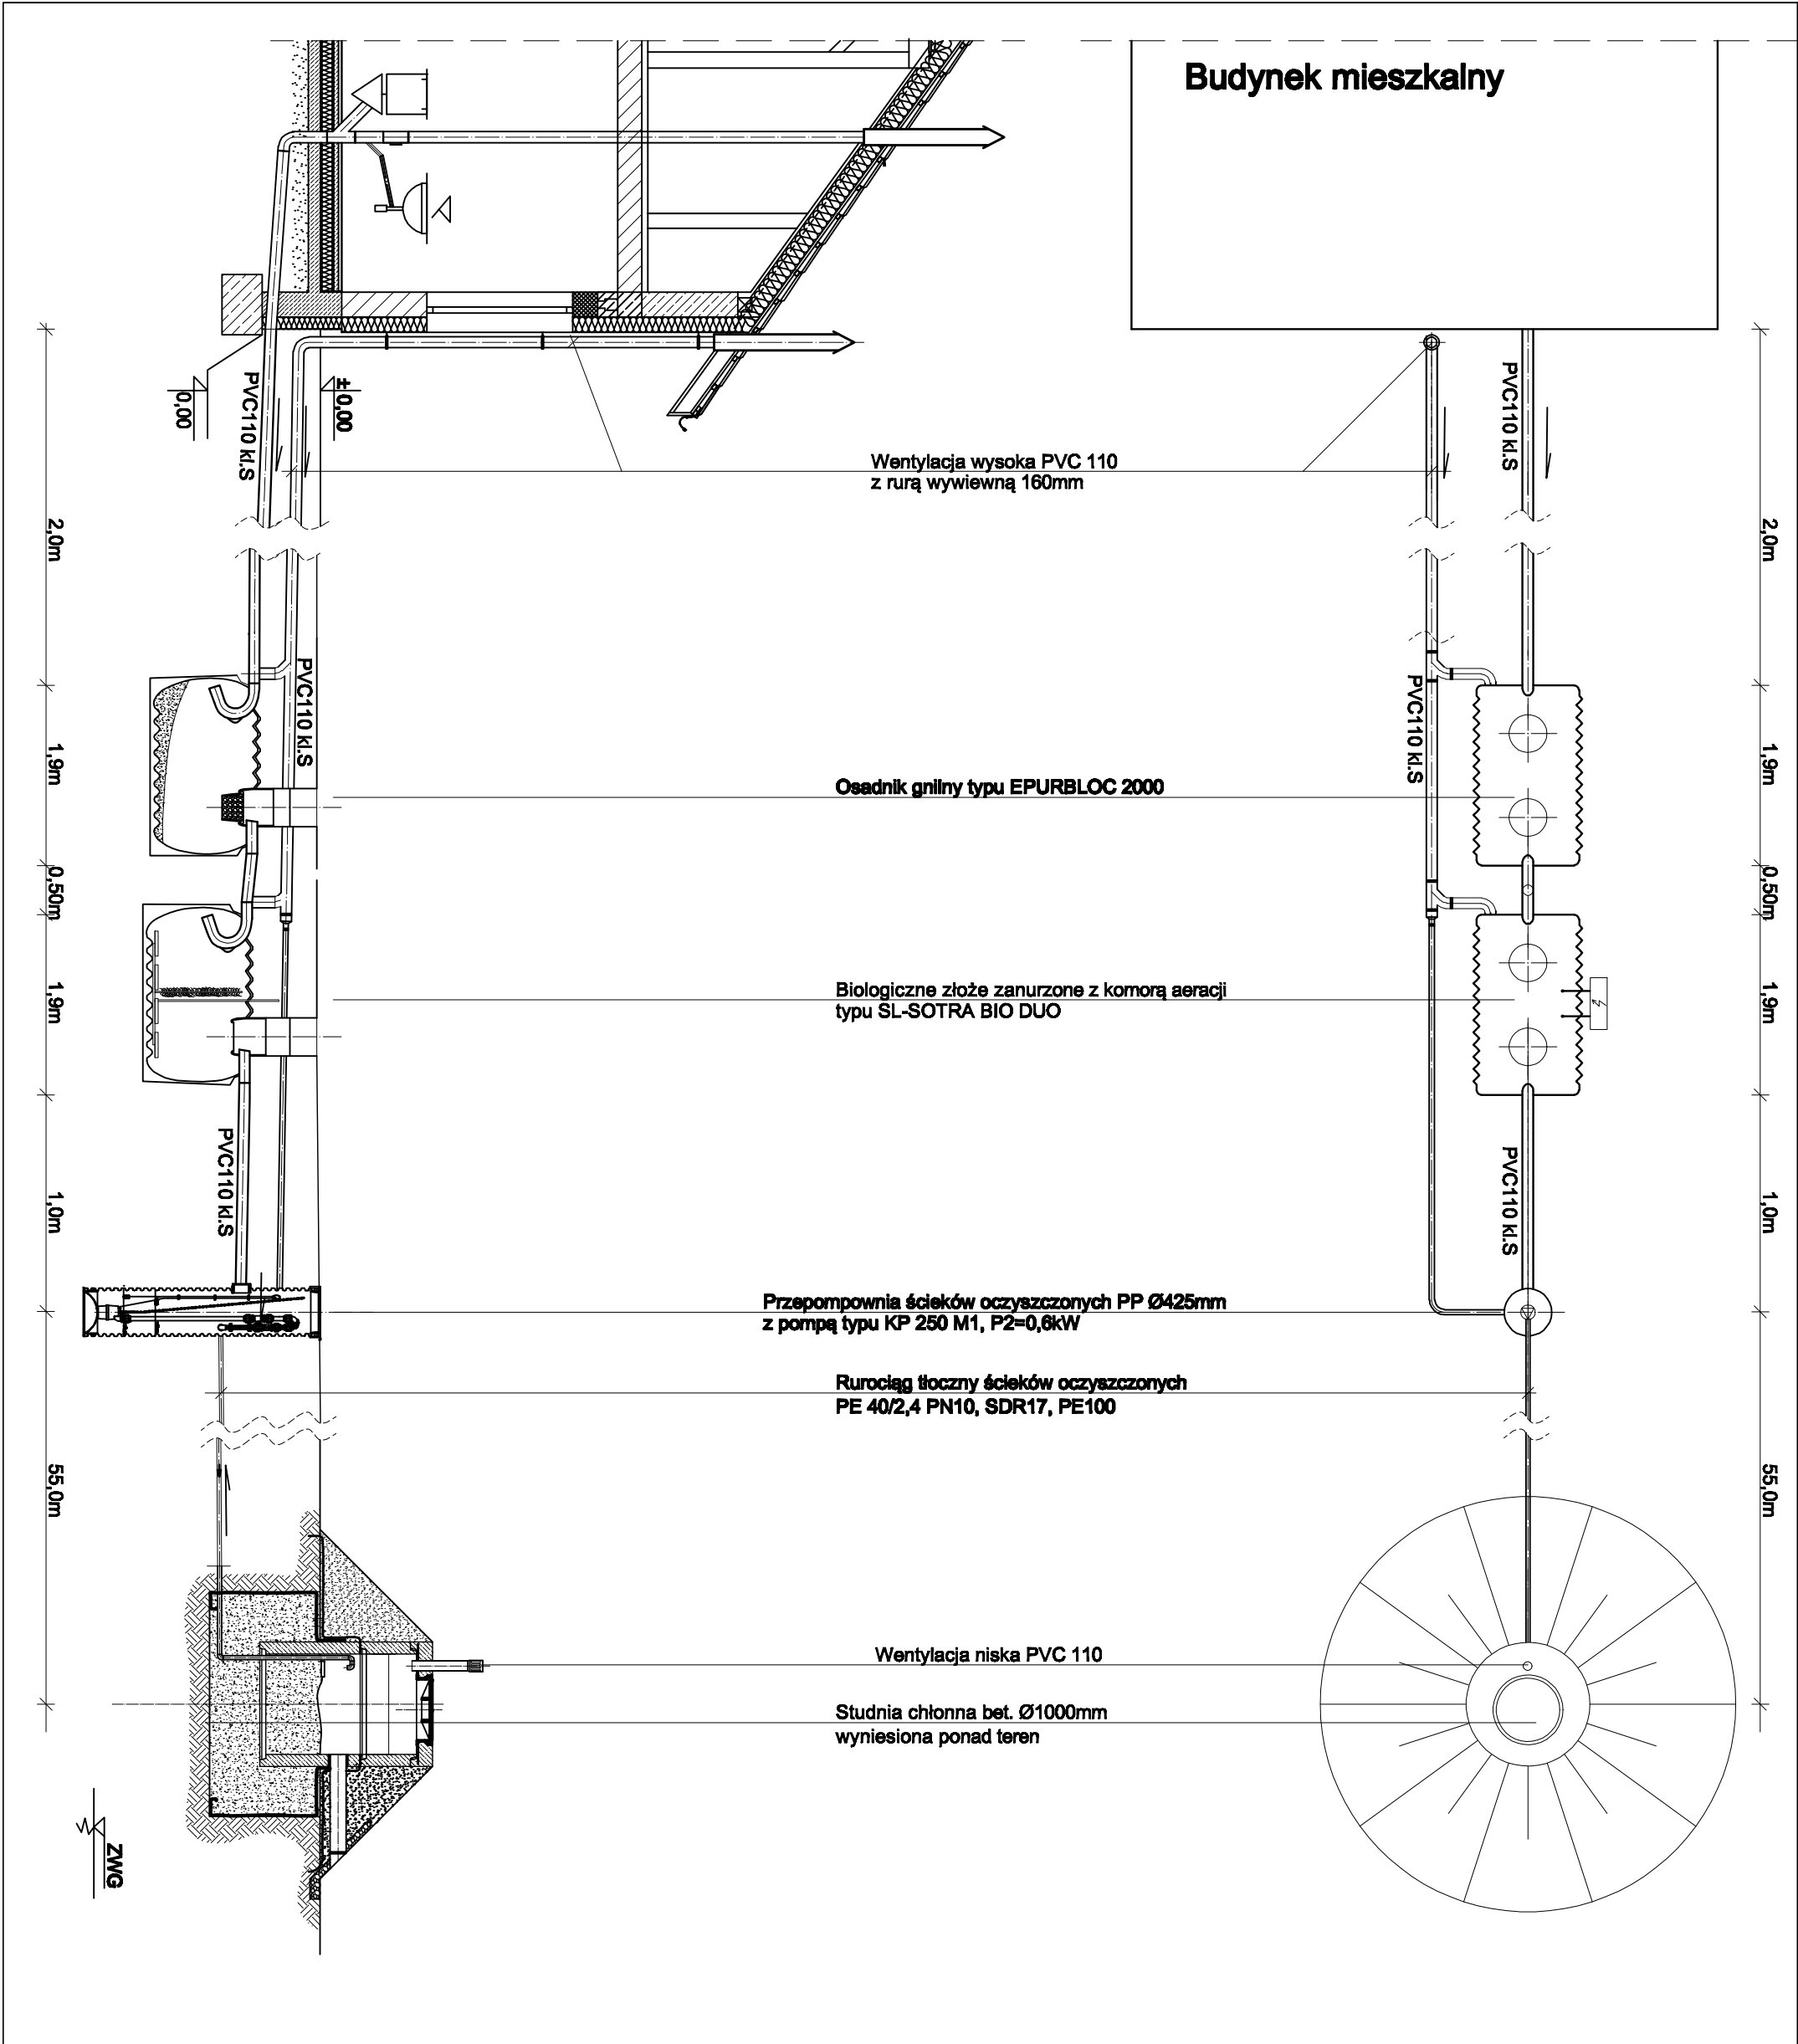 Budynek mieszkalny
PVC110 kl.S
± 0,00
0,00
PVC110 kl.S
Wentylacja wysoka PVC 110
z rurą wywiewną 160mm
2,0m
2,0m
PVC110 kl.S
PVC110 kl.S
1,9m
1,9m
Osadnik gnilny typu EPURBLOC 2000
0,50m
0,50m
Biologiczne złoże zanurzone z komorą aeracji
typu SL-SOTRA BIO DUO
1,9m
1,9m
PVC110 kl.S
PVC110 kl.S
1,0m
1,0m
Przepompownia ścieków oczyszczonych PP Ø425mm
z pompą typu KP 250 M1, P2=0,6kW
Rurociąg tłoczny ścieków oczyszczonych
PE 40/2,4 PN10, SDR17, PE100
55,0m
55,0m
Wentylacja niska PVC 110
Studnia chłonna bet. Ø1000mm
wyniesiona ponad teren
ZWG